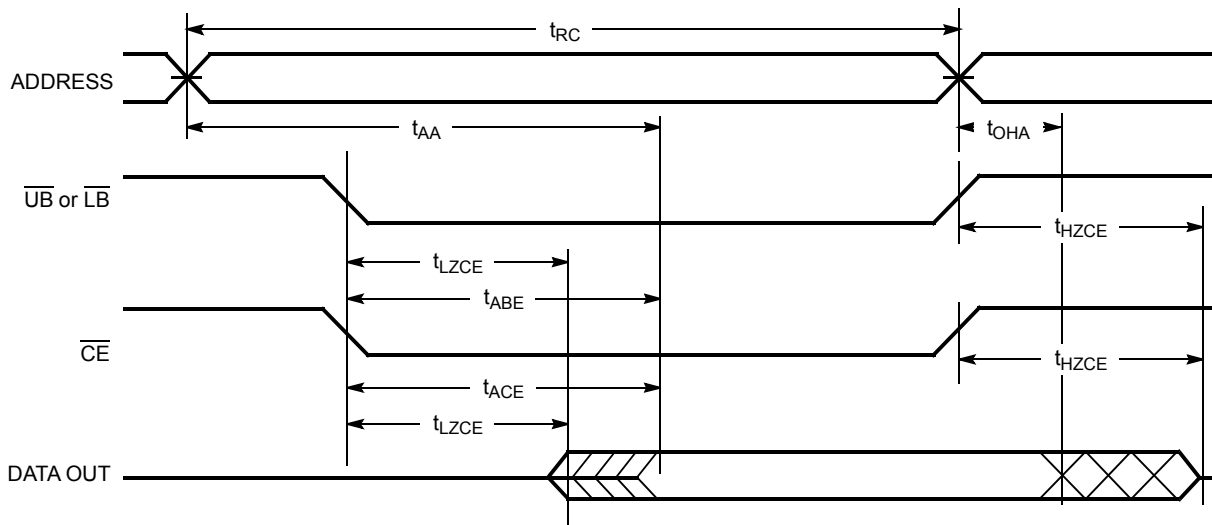 tRC
ADDRESS
tAA
tOHA
UB or LB
tHZCE
tLZCE
tABE
CE
tHZCE
tACE
tLZCE
DATA OUT